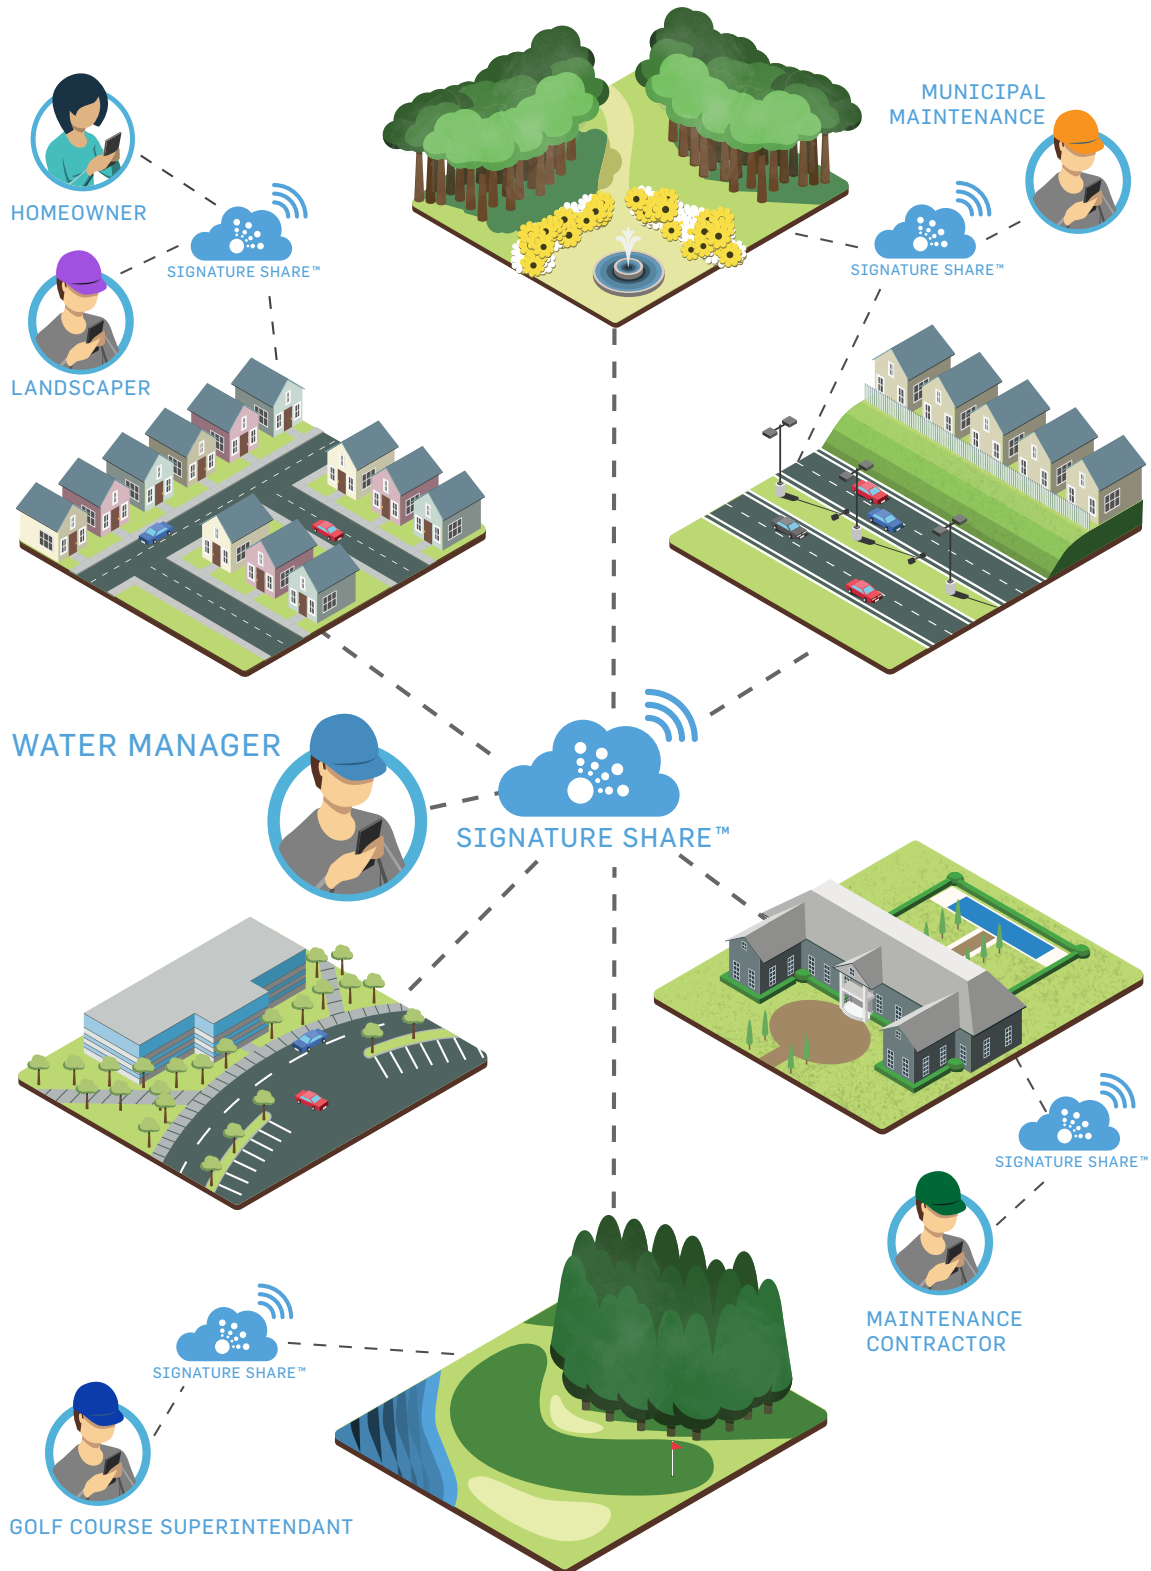 MUNICIPAL
MAINTENANCE
HOMEOWNER
SIGNATURE SHARE™
SIGNATURE SHARE™
LANDSCAPER
WATER MANAGER
SIGNATURE SHARE™
SIGNATURE SHARE™
MAINTENANCE
CONTRACTOR
SIGNATURE SHARE™
GOLF COURSE SUPERINTENDANT